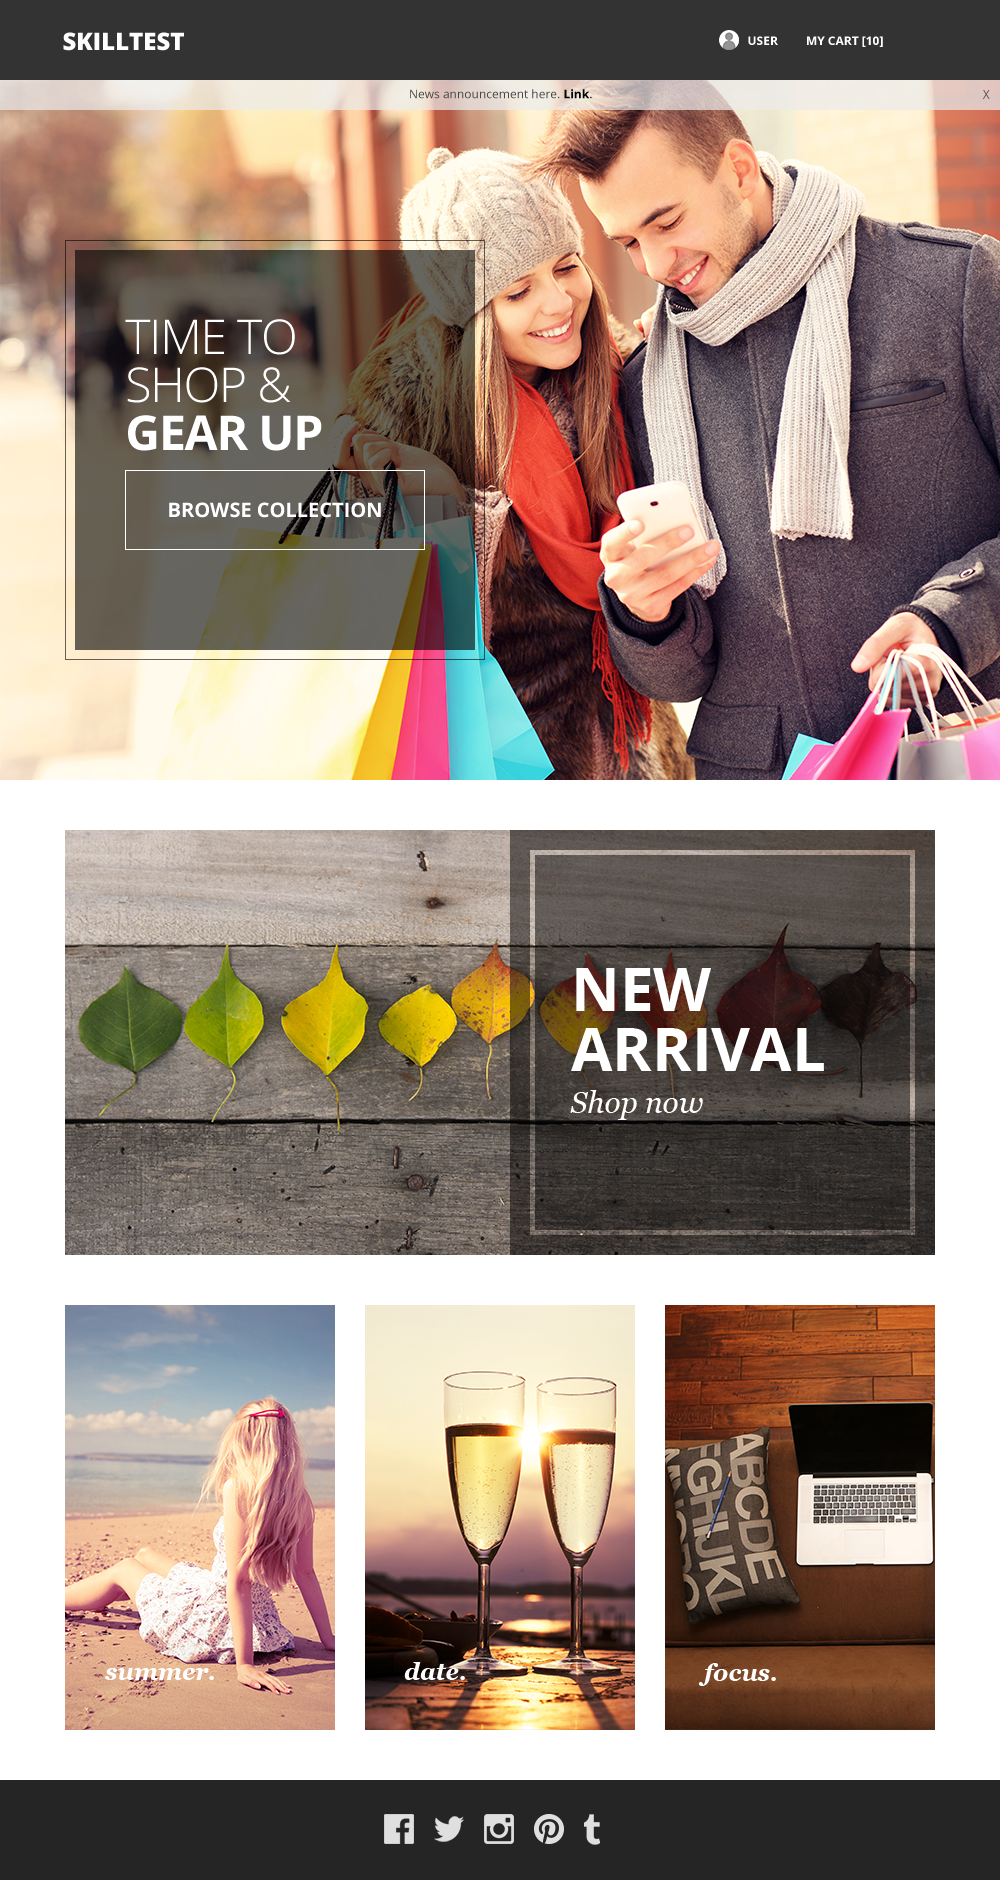 SKILLTEST
USER
MY CART [10]
News announcement here. Link.
X
TIME TO
SHOP &
GEAR UP
BROWSE COLLECTION
NEW
ARRIVAL
Shop now
summer.
date.
focus.
ABCDE
FGHIJKL